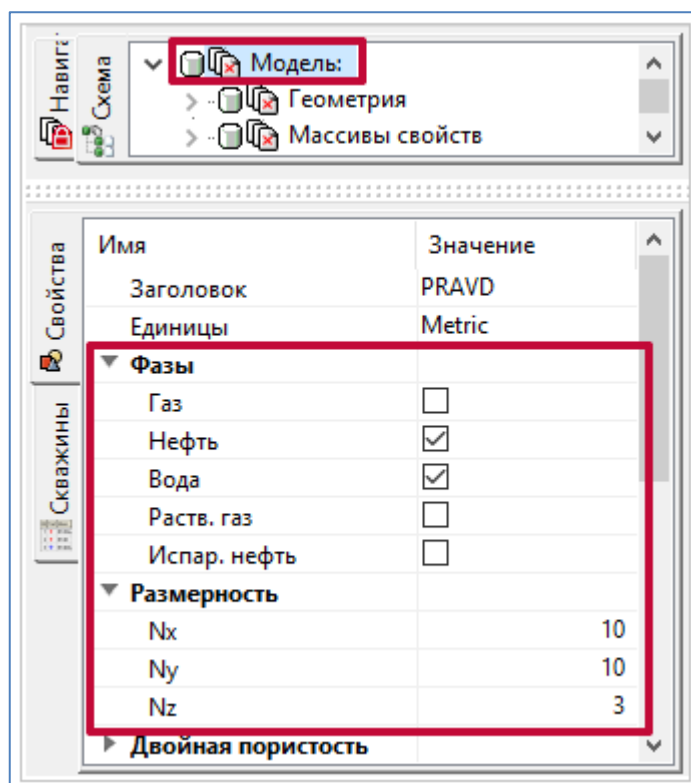 Навиг
Схема
Модель:
Геометрия
Массивы свойств
Свойства
Скважины
Имя Значение
Заголовок PRAVD
Единицы Metric
Фазы
Газ
Нефть
Вода
Раств. газ
Испар. нефть
Размерность
Nx 10
Ny 10
Nz 3
Двойная пористость